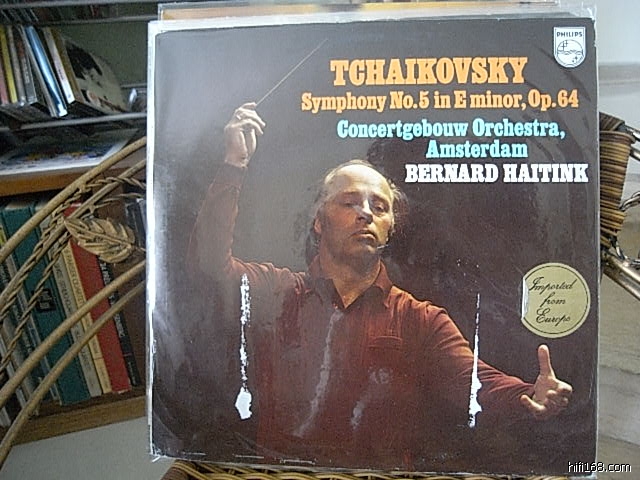 PHILIPS
TCHAIKOVSKY
Symphony No. 5 in E minor, Op. 64
Concertgebouw Orchestra,
Amsterdam
BERNARD HAITINK
Imported
from
Europe
hifi168.com